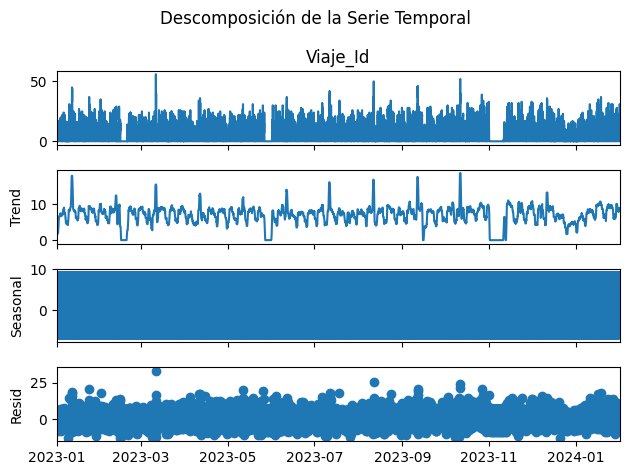 Descomposición de la Serie Temporal
Viaje_Id
50
0
Trend
10
0
Seasonal
10
0
Resid
25
0
2023-01 2023-03 2023-05 2023-07 2023-09 2023-11 2024-01